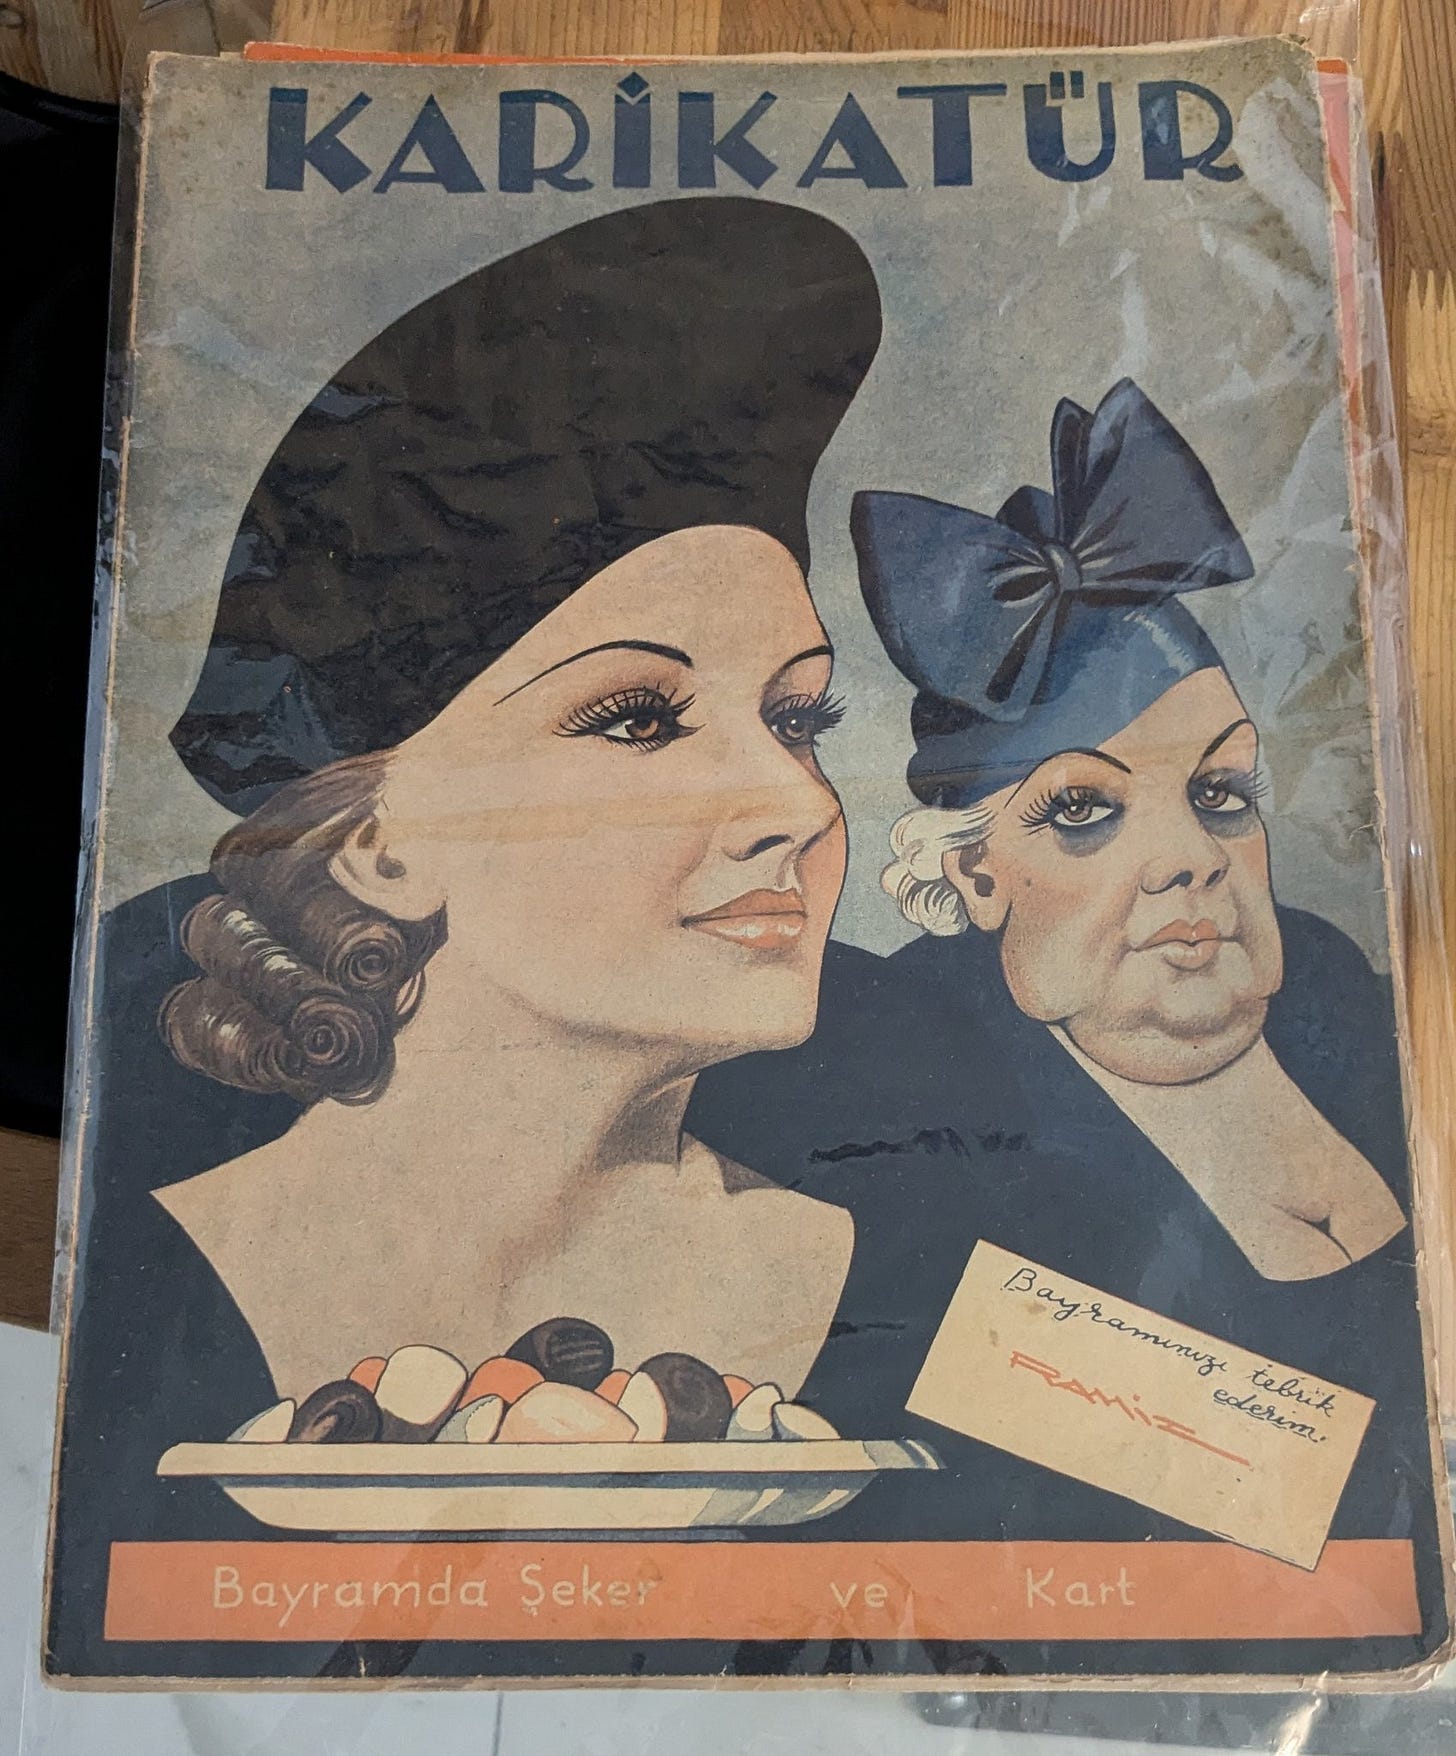 KARİKATÜR
Bayramınızı tebrik
ederim.
RAMİZ
Bayramda Şeker ve Kart